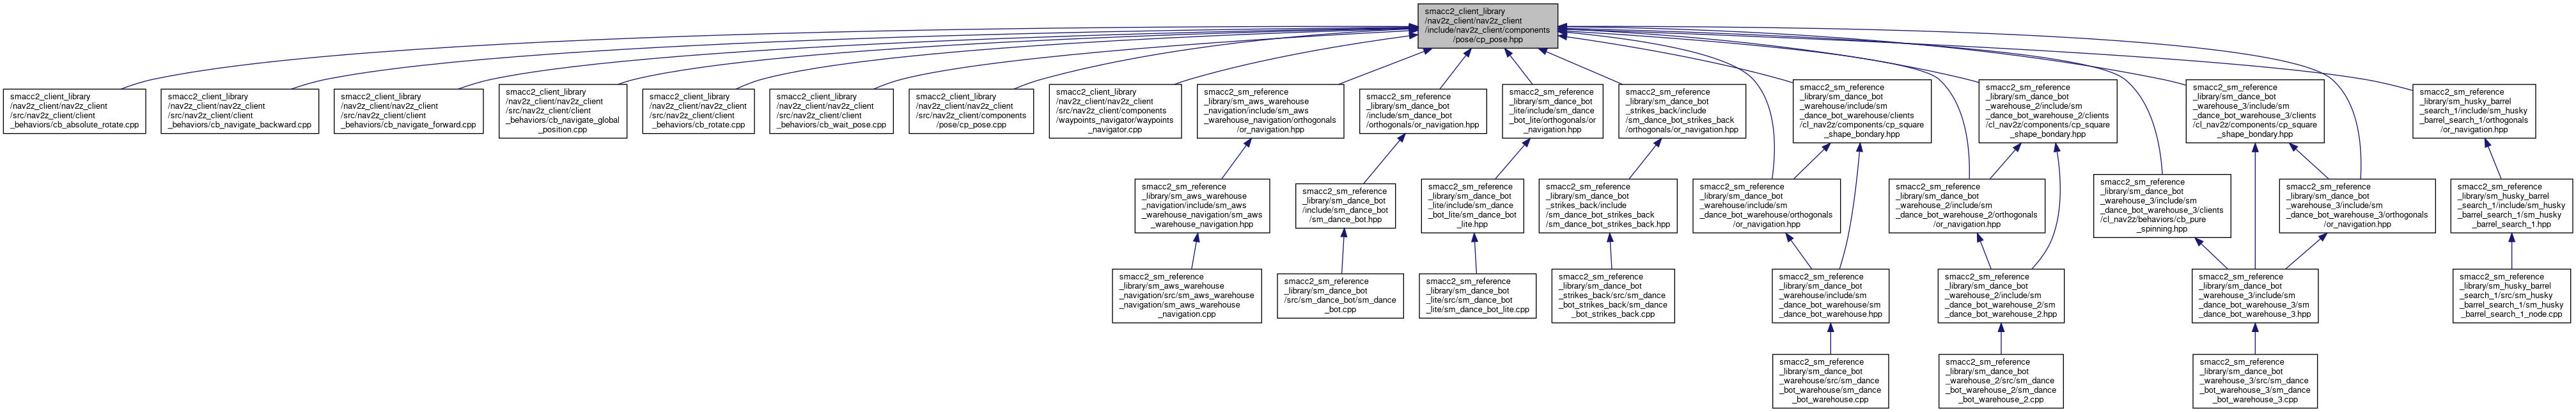 smacc2_client_library
/nav2z_client/nav2z_client
/include/nav2z_client/components
/pose/cp_pose.hpp
smacc2_client_library
/nav2z_client/nav2z_client
/src/nav2z_client/client
_behaviors/cb_absolute_rotate.cpp
smacc2_client_library
/nav2z_client/nav2z_client
/src/nav2z_client/client
_behaviors/cb_navigate_backward.cpp
smacc2_client_library
/nav2z_client/nav2z_client
/src/nav2z_client/client
_behaviors/cb_navigate_forward.cpp
smacc2_client_library
/nav2z_client/nav2z_client
/src/nav2z_client/client
_behaviors/cb_navigate_global
_position.cpp
smacc2_client_library
/nav2z_client/nav2z_client
/src/nav2z_client/client
_behaviors/cb_rotate.cpp
smacc2_client_library
/nav2z_client/nav2z_client
/src/nav2z_client/client
_behaviors/cb_wait_pose.cpp
smacc2_client_library
/nav2z_client/nav2z_client
/src/nav2z_client/components
/pose/cp_pose.cpp
smacc2_client_library
/nav2z_client/nav2z_client
/src/nav2z_client/components
/waypoints_navigator/waypoints
_navigator.cpp
smacc2_sm_reference
_library/sm_aws_warehouse
_navigation/include/sm_aws
_warehouse_navigation/orthogonals
/or_navigation.hpp
smacc2_sm_reference
_library/sm_dance_bot
/include/sm_dance_bot
/orthogonals/or_navigation.hpp
smacc2_sm_reference
_library/sm_dance_bot
_lite/include/sm_dance
_bot_lite/orthogonals/or
_navigation.hpp
smacc2_sm_reference
_library/sm_dance_bot
_strikes_back/include
/sm_dance_bot_strikes_back
/orthogonals/or_navigation.hpp
smacc2_sm_reference
_library/sm_dance_bot
_warehouse/include/sm
_dance_bot_warehouse/clients
/cl_nav2z/components/cp_square
_shape_bondary.hpp
smacc2_sm_reference
_library/sm_dance_bot
_warehouse_2/include/sm
_dance_bot_warehouse_2/clients
/cl_nav2z/components/cp_square
_shape_bondary.hpp
smacc2_sm_reference
_library/sm_dance_bot
_warehouse_3/include/sm
_dance_bot_warehouse_3/clients
/cl_nav2z/components/cp_square
_shape_bondary.hpp
smacc2_sm_reference
_library/sm_husky_barrel
_search_1/include/sm_husky
_barrel_search_1/orthogonals
/or_navigation.hpp
smacc2_sm_reference
_library/sm_aws_warehouse
_navigation/include/sm_aws
_warehouse_navigation/sm_aws
_warehouse_navigation.hpp
smacc2_sm_reference
_library/sm_dance_bot
/include/sm_dance_bot
/sm_dance_bot.hpp
smacc2_sm_reference
_library/sm_dance_bot
_lite/include/sm_dance
_bot_lite/sm_dance_bot
_lite.hpp
smacc2_sm_reference
_library/sm_dance_bot
_strikes_back/include
/sm_dance_bot_strikes_back
/sm_dance_bot_strikes_back.hpp
smacc2_sm_reference
_library/sm_dance_bot
_warehouse/include/sm
_dance_bot_warehouse/orthogonals
/or_navigation.hpp
smacc2_sm_reference
_library/sm_dance_bot
_warehouse_2/include/sm
_dance_bot_warehouse_2/orthogonals
/or_navigation.hpp
smacc2_sm_reference
_library/sm_dance_bot
_warehouse_3/include/sm
_dance_bot_warehouse_3/clients
/cl_nav2z/behaviors/cb_pure
_spinning.hpp
smacc2_sm_reference
_library/sm_dance_bot
_warehouse_3/include/sm
_dance_bot_warehouse_3/orthogonals
/or_navigation.hpp
smacc2_sm_reference
_library/sm_husky_barrel
_search_1/include/sm_husky
_barrel_search_1/sm_husky
_barrel_search_1.hpp
smacc2_sm_reference
_library/sm_aws_warehouse
_navigation/src/sm_aws_warehouse
_navigation/sm_aws_warehouse
_navigation.cpp
smacc2_sm_reference
_library/sm_dance_bot
/src/sm_dance_bot/sm_dance
_bot.cpp
smacc2_sm_reference
_library/sm_dance_bot
_lite/src/sm_dance_bot
_lite/sm_dance_bot_lite.cpp
smacc2_sm_reference
_library/sm_dance_bot
_strikes_back/src/sm_dance
_bot_strikes_back/sm_dance
_bot_strikes_back.cpp
smacc2_sm_reference
_library/sm_dance_bot
_warehouse/include/sm
_dance_bot_warehouse/sm
_dance_bot_warehouse.hpp
smacc2_sm_reference
_library/sm_dance_bot
_warehouse_2/include/sm
_dance_bot_warehouse_2/sm
_dance_bot_warehouse_2.hpp
smacc2_sm_reference
_library/sm_dance_bot
_warehouse_3/include/sm
_dance_bot_warehouse_3/sm
_dance_bot_warehouse_3.hpp
smacc2_sm_reference
_library/sm_husky_barrel
_search_1/src/sm_husky
_barrel_search_1/sm_husky
_barrel_search_1_node.cpp
smacc2_sm_reference
_library/sm_dance_bot
_warehouse/src/sm_dance
_bot_warehouse/sm_dance
_bot_warehouse.cpp
smacc2_sm_reference
_library/sm_dance_bot
_warehouse_2/src/sm_dance
_bot_warehouse_2/sm_dance
_bot_warehouse_2.cpp
smacc2_sm_reference
_library/sm_dance_bot
_warehouse_3/src/sm_dance
_bot_warehouse_3/sm_dance
_bot_warehouse_3.cpp